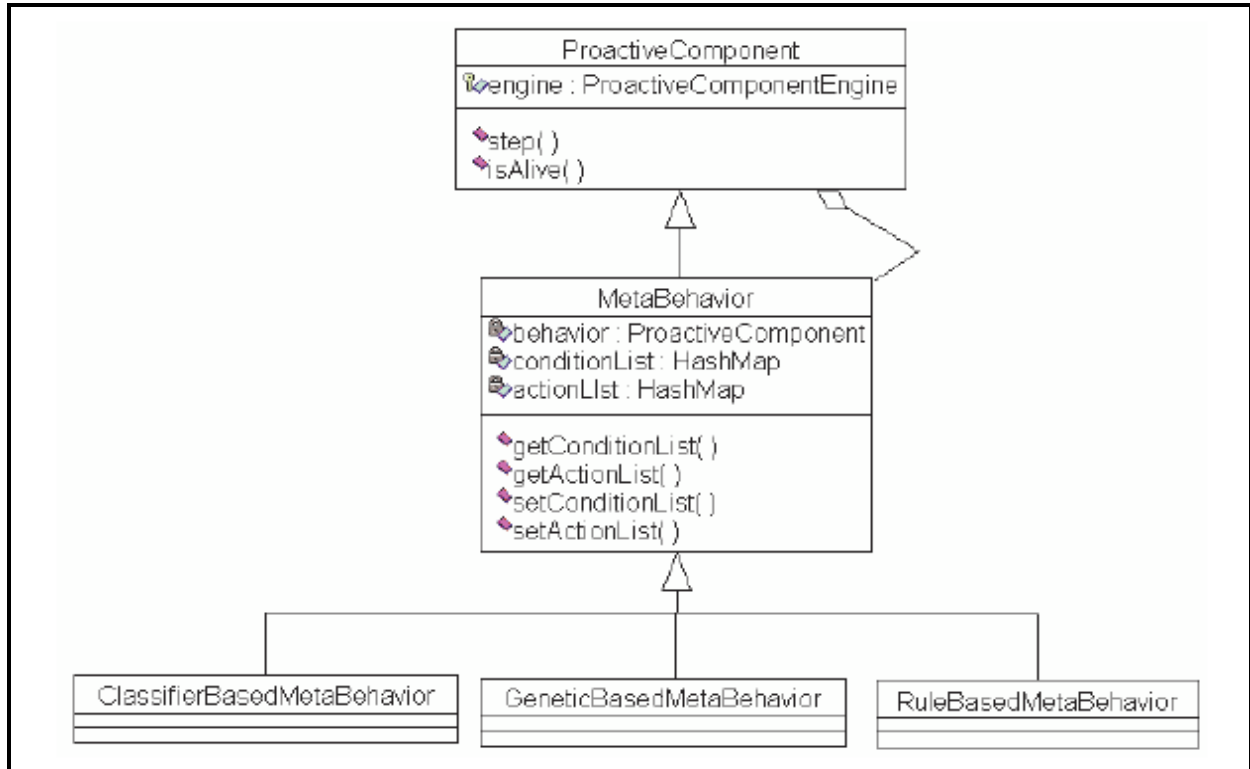 ProactiveComponent
engine : ProactiveComponentEngine
step( )
isAlive( )
MetaBehavior
behavior : ProactiveComponent
conditionList : HashMap
actionLIst : HashMap
getConditionList( )
getActionList( )
setConditionList( )
setActionList( )
ClassifierBasedMetaBehavior
GeneticBasedMetaBehavior
RuleBasedMetaBehavior